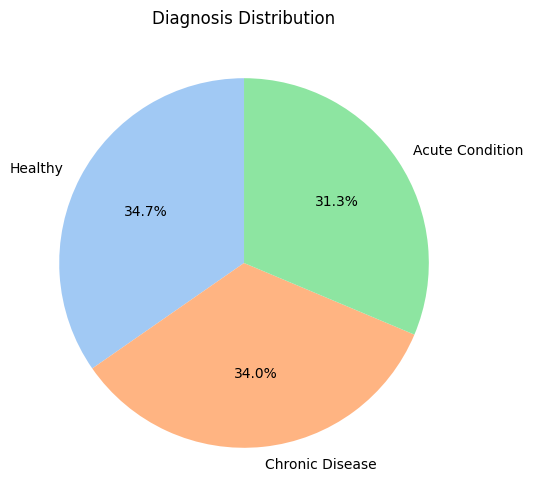 Diagnosis Distribution
Acute Condition
Healthy
31.3%
34.7%
34.0%
Chronic Disease